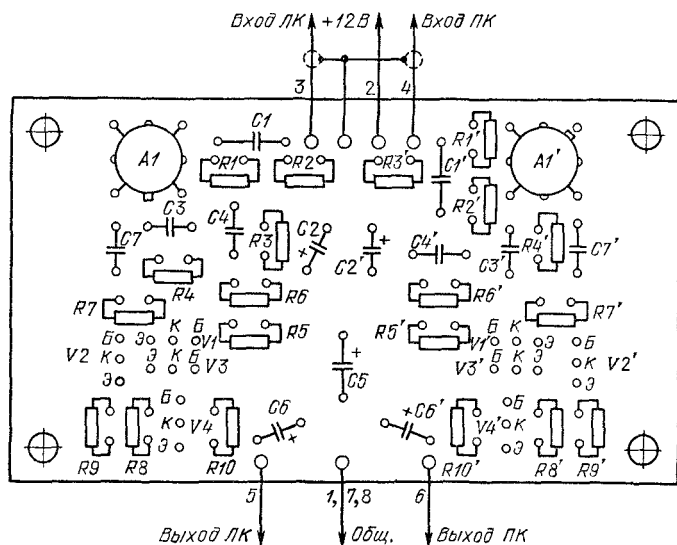 Вход ЛК +12В Вход ПК
3 2 4
C1 R1'
A1 R1 R2 R3' C1' A1'
R2'
C3 C4 R3 C2 C2' C4' C3' R4' C7'
C7
R4 R6 R6'
R7 R7'
Б Э К Б V1 R5 R5' V1' К Э Б
V2 К Э К Б V3 V3' Б К Э К V2'
Э C5 Э
Б C6 C6' Б
К V4 V4' К
Э Э
R9 R8 R10 R10' R8' R9'
5 1, 7,8 6
Выход ЛК Общ. Выход ПК